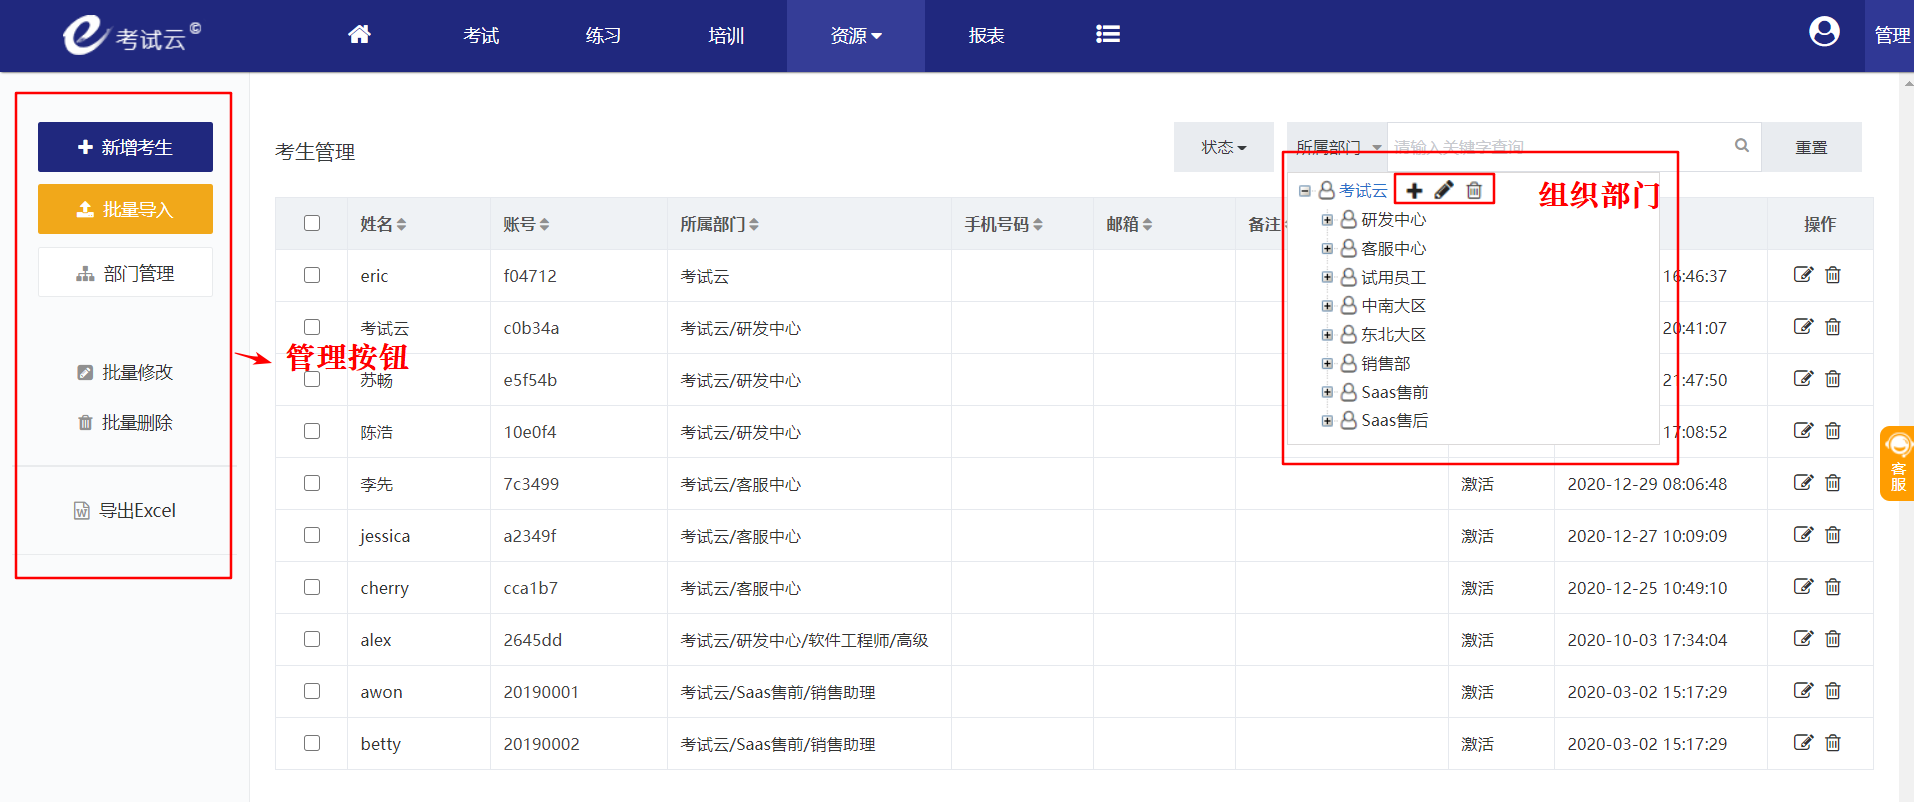 考试云©
考试
练习
培训
资源
报表
管理
新增考生
批量导入
部门管理
批量修改
批量删除
导出Excel
管理按钮
考生管理
状态
所属部门
请输入关键字查询
重置
考试云
组织部门
研发中心
客服中心
试用员工
中南大区
东北大区
销售部
Saas售前
Saas售后
姓名 账号 所属部门 手机号码 邮箱 备注 操作
eric f04712 考试云 16:46:37
考试云 c0b34a 考试云/研发中心 20:41:07
苏畅 e5f54b 考试云/研发中心 21:47:50
陈浩 10e0f4 考试云/研发中心 17:08:52
李先 7c3499 考试云/客服中心 激活 2020-12-29 08:06:48
jessica a2349f 考试云/客服中心 激活 2020-12-27 10:09:09
cherry cca1b7 考试云/客服中心 激活 2020-12-25 10:49:10
alex 2645dd 考试云/研发中心/软件工程师/高级 激活 2020-10-03 17:34:04
awon 20190001 考试云/Saas售前/销售助理 激活 2020-03-02 15:17:29
betty 20190002 考试云/Saas售前/销售助理 激活 2020-03-02 15:17:29
客服